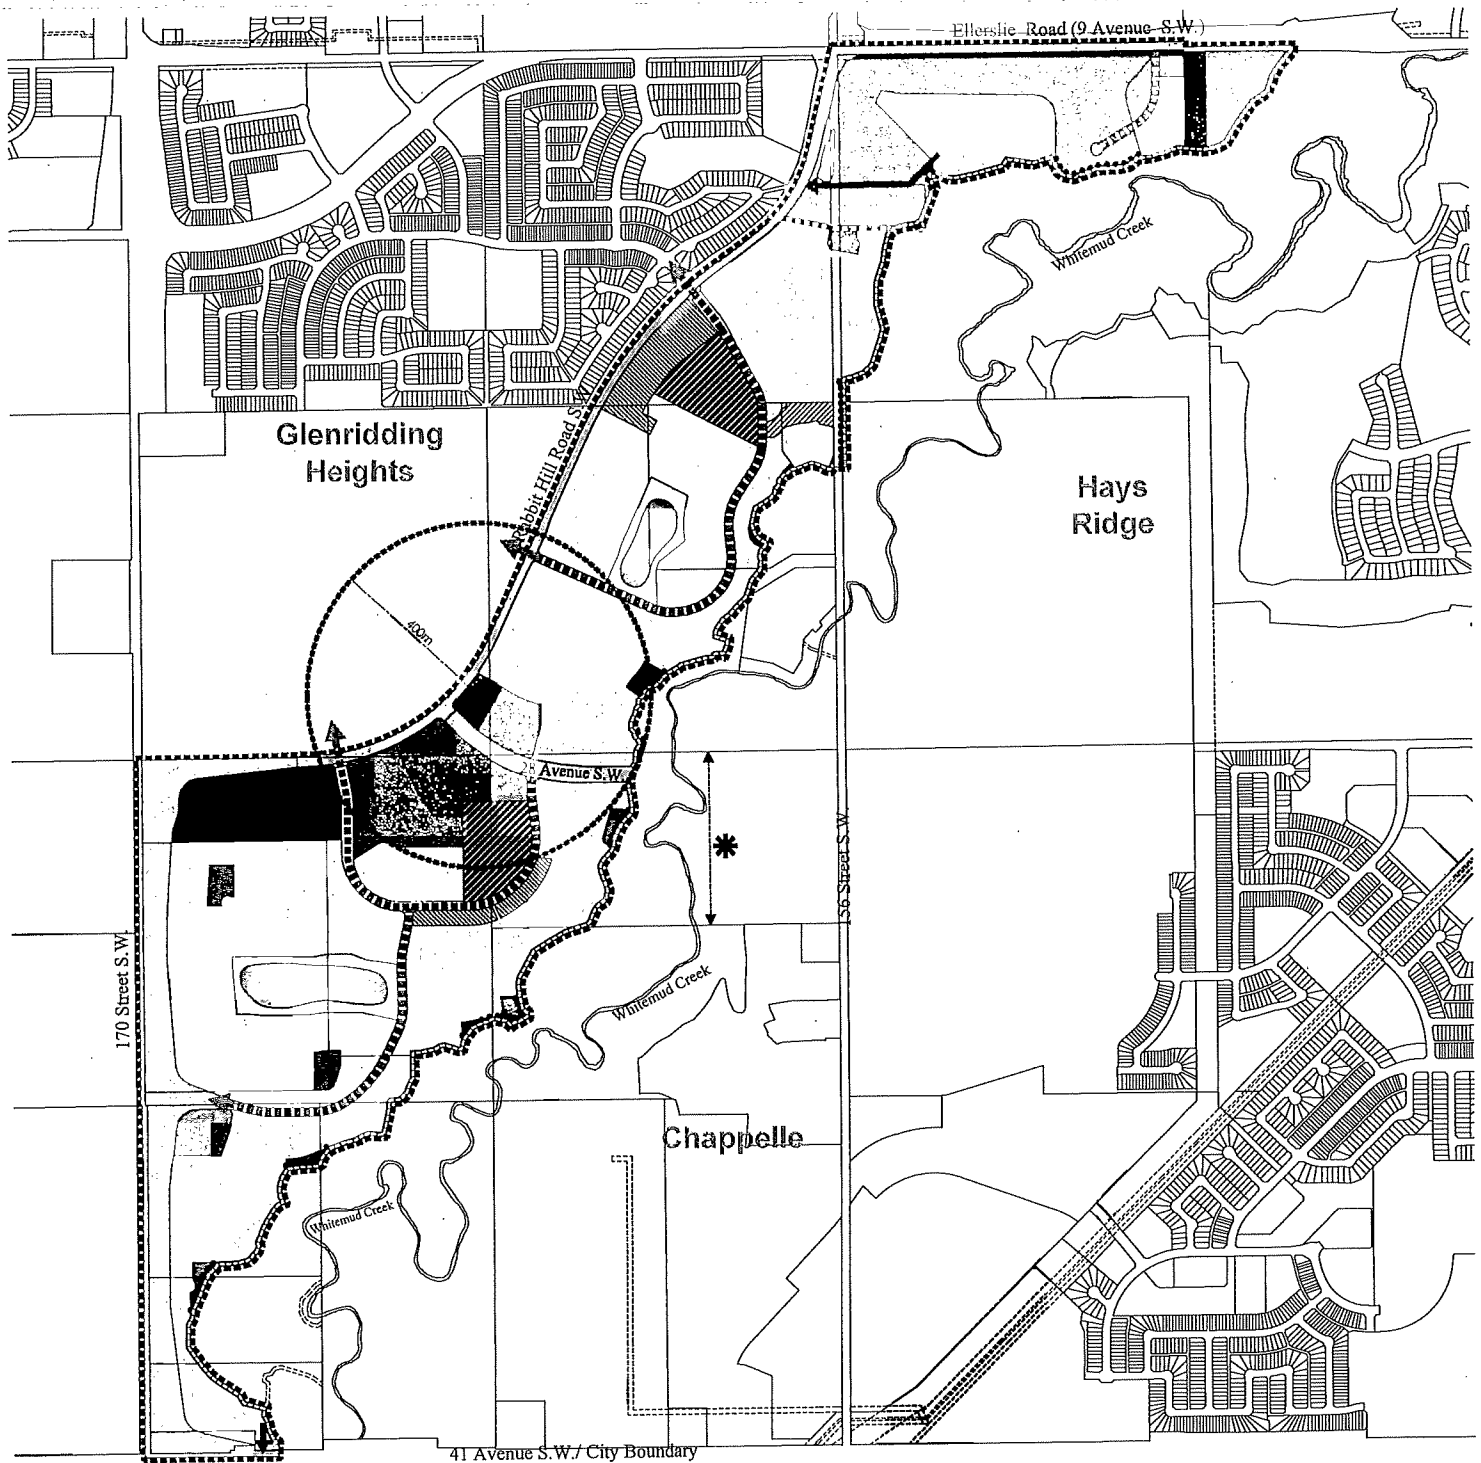 Ellerslie Road (9 Avenue S.W.)
Whitemud Creek
Glenridding
Heights
Rabbit Hill Road S.W.
Hays
Ridge
400m
Avenue S.W.
156 Street S.W.
170 Street S.W.
Whitemud Creek
Chappelle
Whitemud Creek
41 Avenue S.W./ City Boundary